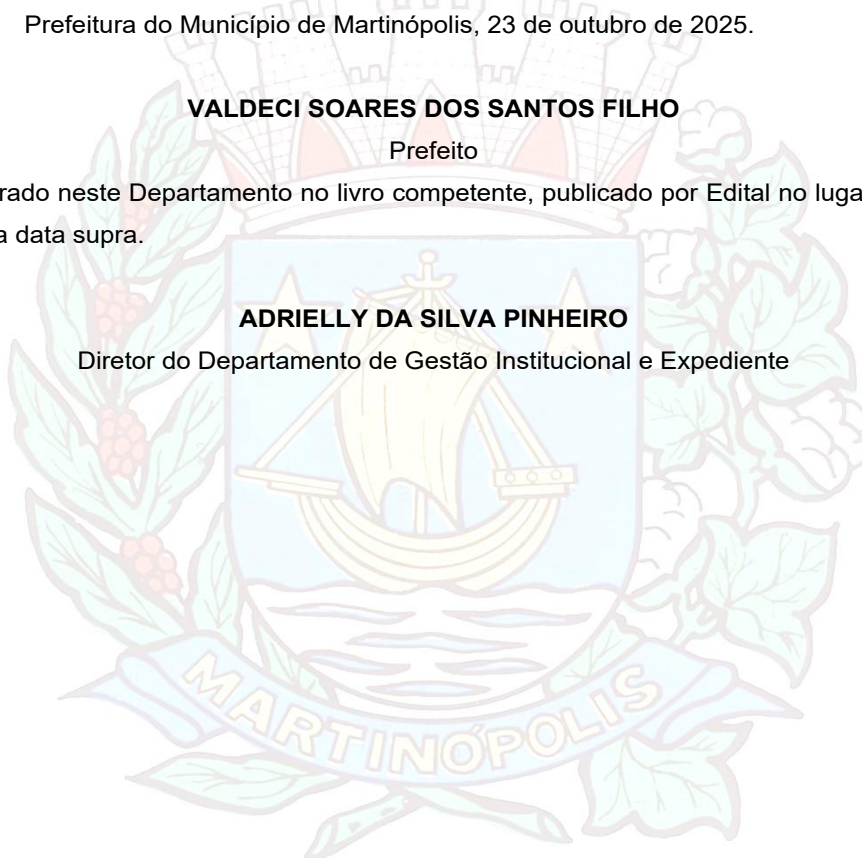 Prefeitura do Município de Martinópolis, 23 de outubro de 2025.
VALDECI SOARES DOS SANTOS FILHO
Prefeito
rado neste Departamento no livro competente, publicado por Edital no luga
a data supra.
ADRIELLY DA SILVA PINHEIRO
Diretor do Departamento de Gestão Institucional e Expediente
MARTINÓPOLIS